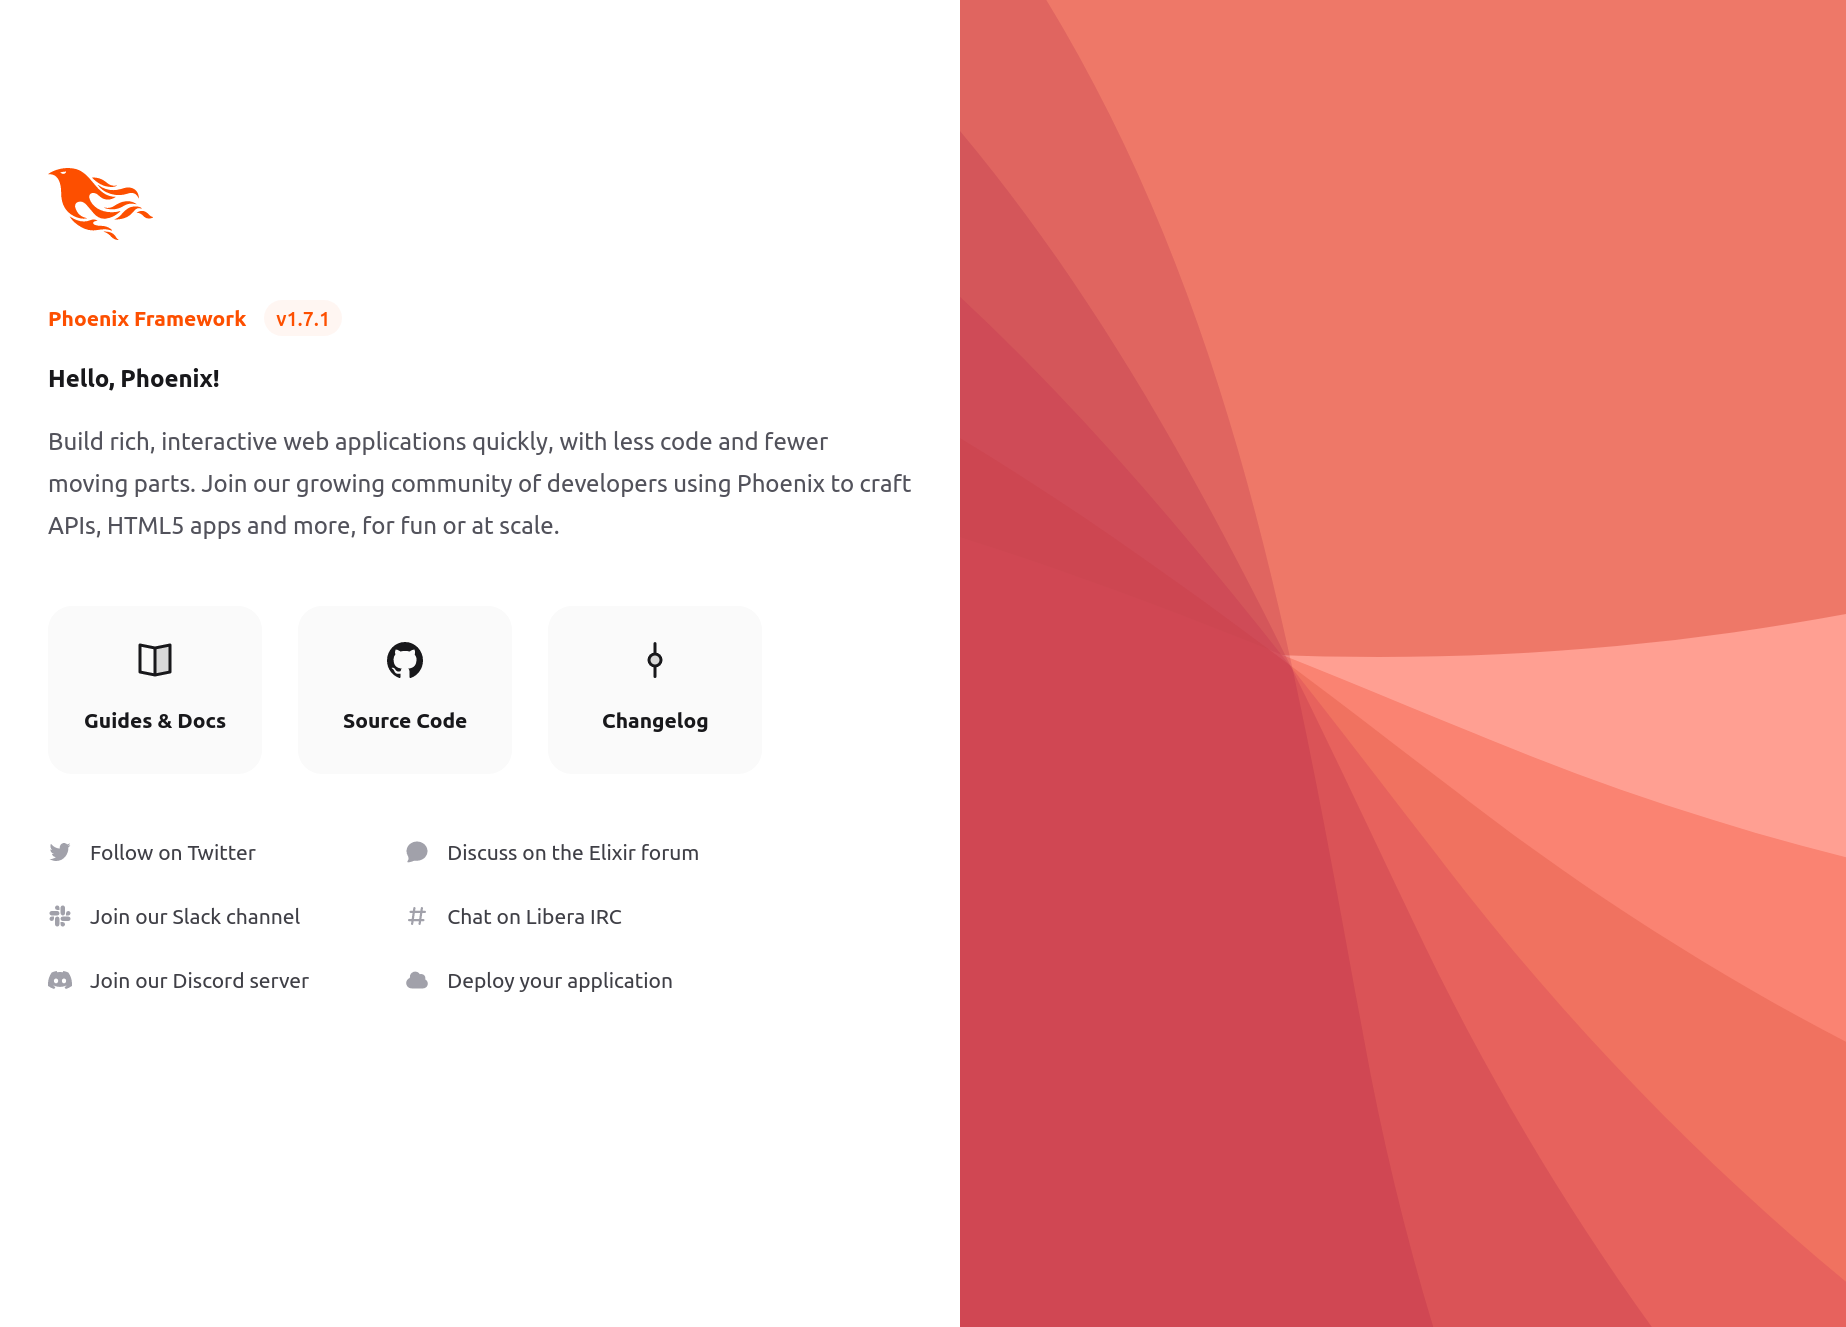 Phoenix Framework v1.7.1
Hello, Phoenix!
Build rich, interactive web applications quickly, with less code and fewer
moving parts. Join our growing community of developers using Phoenix to craft
APIs, HTML5 apps and more, for fun or at scale.
Guides & Docs
Source Code
Changelog
Follow on Twitter
Discuss on the Elixir forum
Join our Slack channel
Chat on Libera IRC
Join our Discord server
Deploy your application